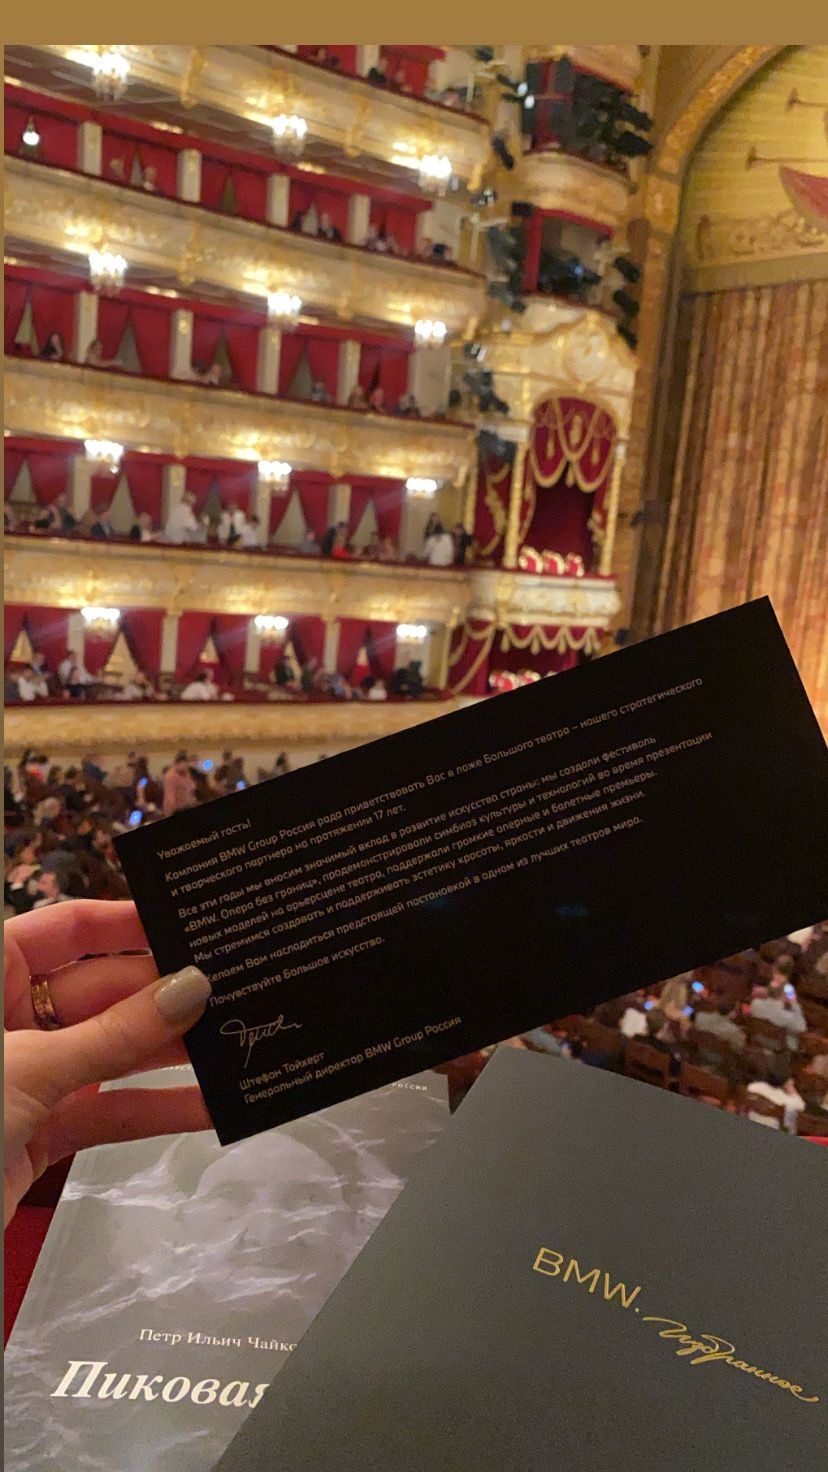 Уважаемый гость!
Компания BMW Group Россия рада приветствовать Вас в ложе Большого театра – нашего стратегического
и творческого партнера на протяжении 17 лет.
Все эти годы мы вносим значимый вклад в развитие искусства страны: мы создали фестиваль
«BMW. Опера без границ», продемонстрировали симбиоз культуры и технологий во время презентации
новых моделей на арьерсцене театра, поддержали громкие оперные и балетные премьеры.
Мы стремимся создавать и поддерживать эстетику красоты, яркости и движения жизни.
Желаем Вам насладиться предстоящей постановкой в одном из лучших театров мира.
Почувствуйте Большое искусство.
Штефан Тойхерт
Генеральный директор BMW Group Россия
РОССИИ
Петр Ильич Чайко
Пиковая
BMW.
Избранное